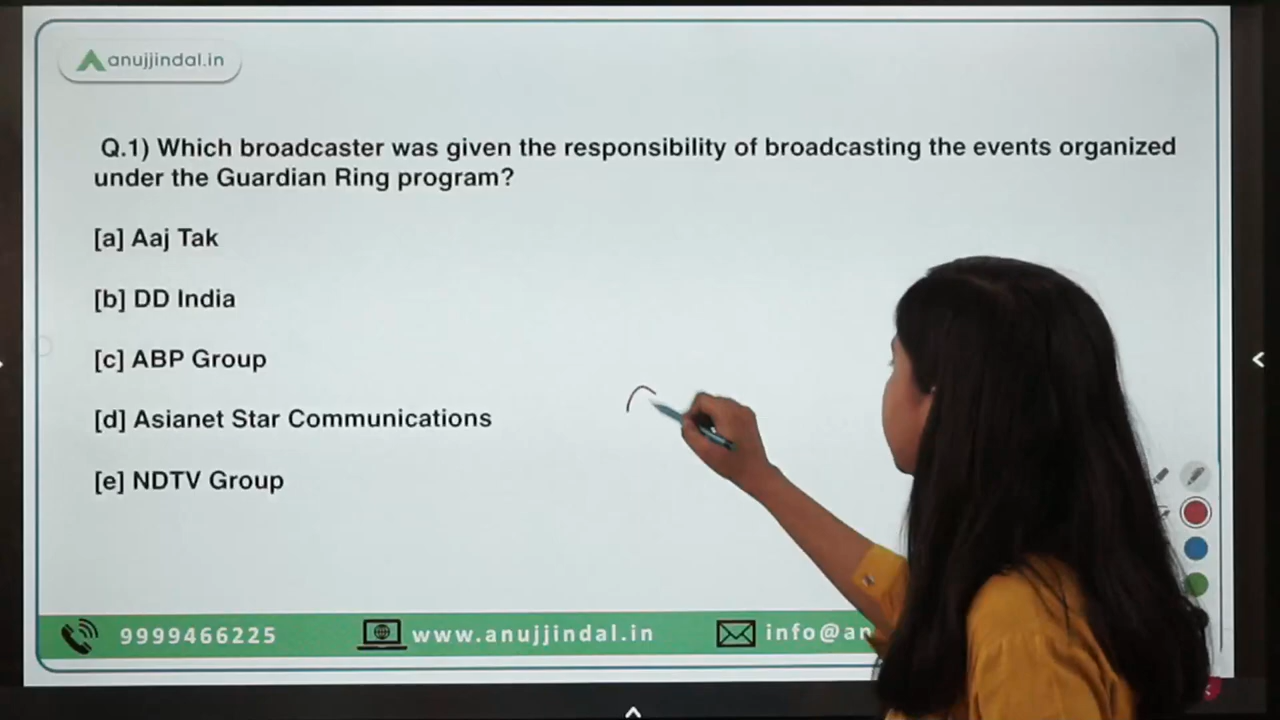 anujjindal.in
Q.1) Which broadcaster was given the responsibility of broadcasting the events organized
under the Guardian Ring program?
[a] Aaj Tak
[b] DD India
[c] ABP Group
[d] Asianet Star Communications
[e] NDTV Group
9999466225 www.anujjindal.in info@an